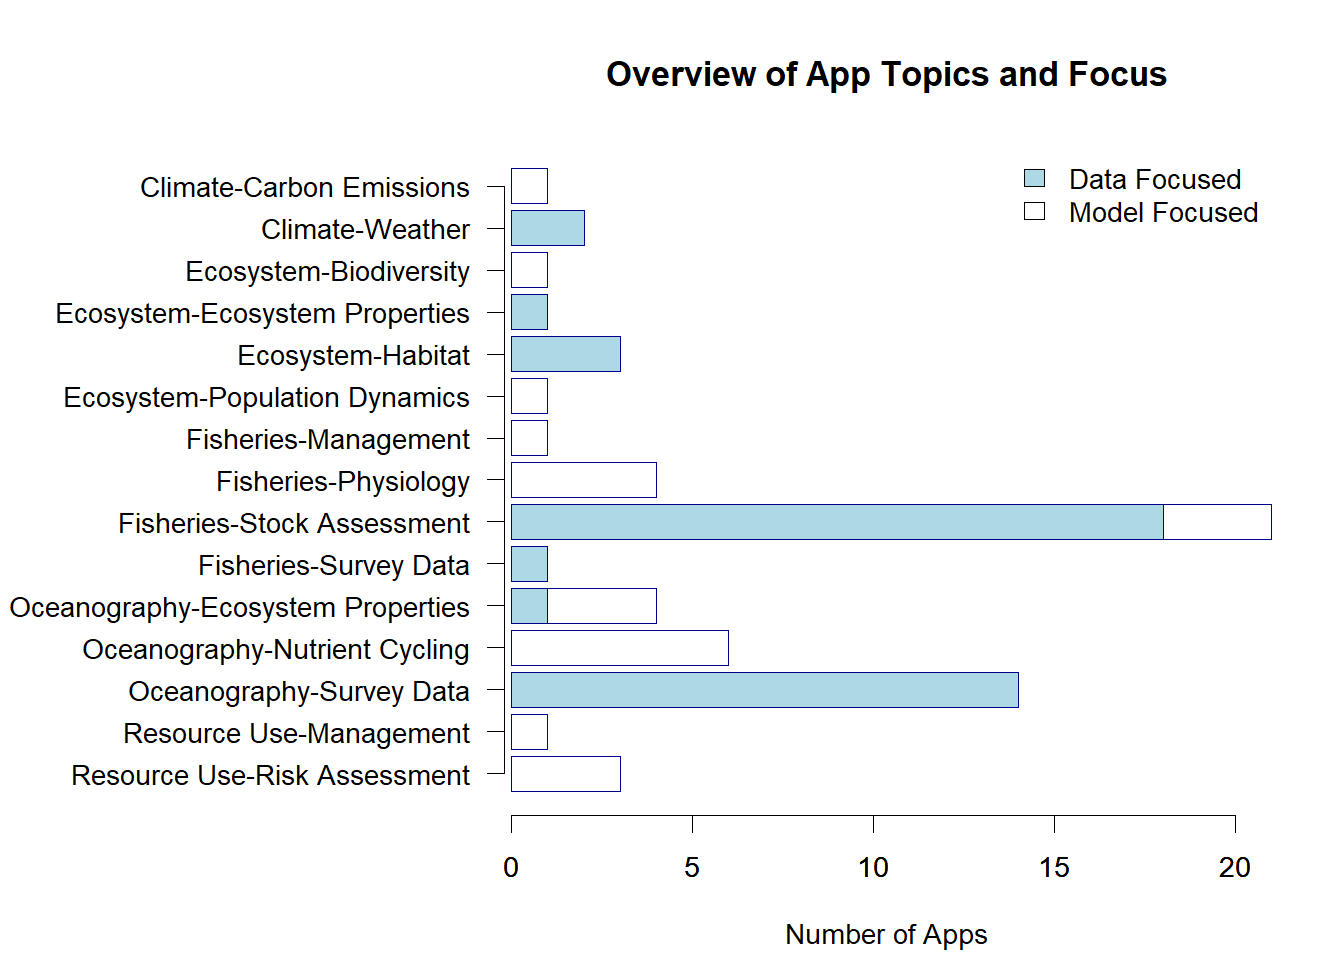 Overview of App Topics and Focus
Data Focused
Model Focused
Climate-Carbon Emissions
Climate-Weather
Ecosystem-Biodiversity
Ecosystem-Ecosystem Properties
Ecosystem-Habitat
Ecosystem-Population Dynamics
Fisheries-Management
Fisheries-Physiology
Fisheries-Stock Assessment
Fisheries-Survey Data
Oceanography-Ecosystem Properties
Oceanography-Nutrient Cycling
Oceanography-Survey Data
Resource Use-Management
Resource Use-Risk Assessment
0 5 10 15 20
Number of Apps